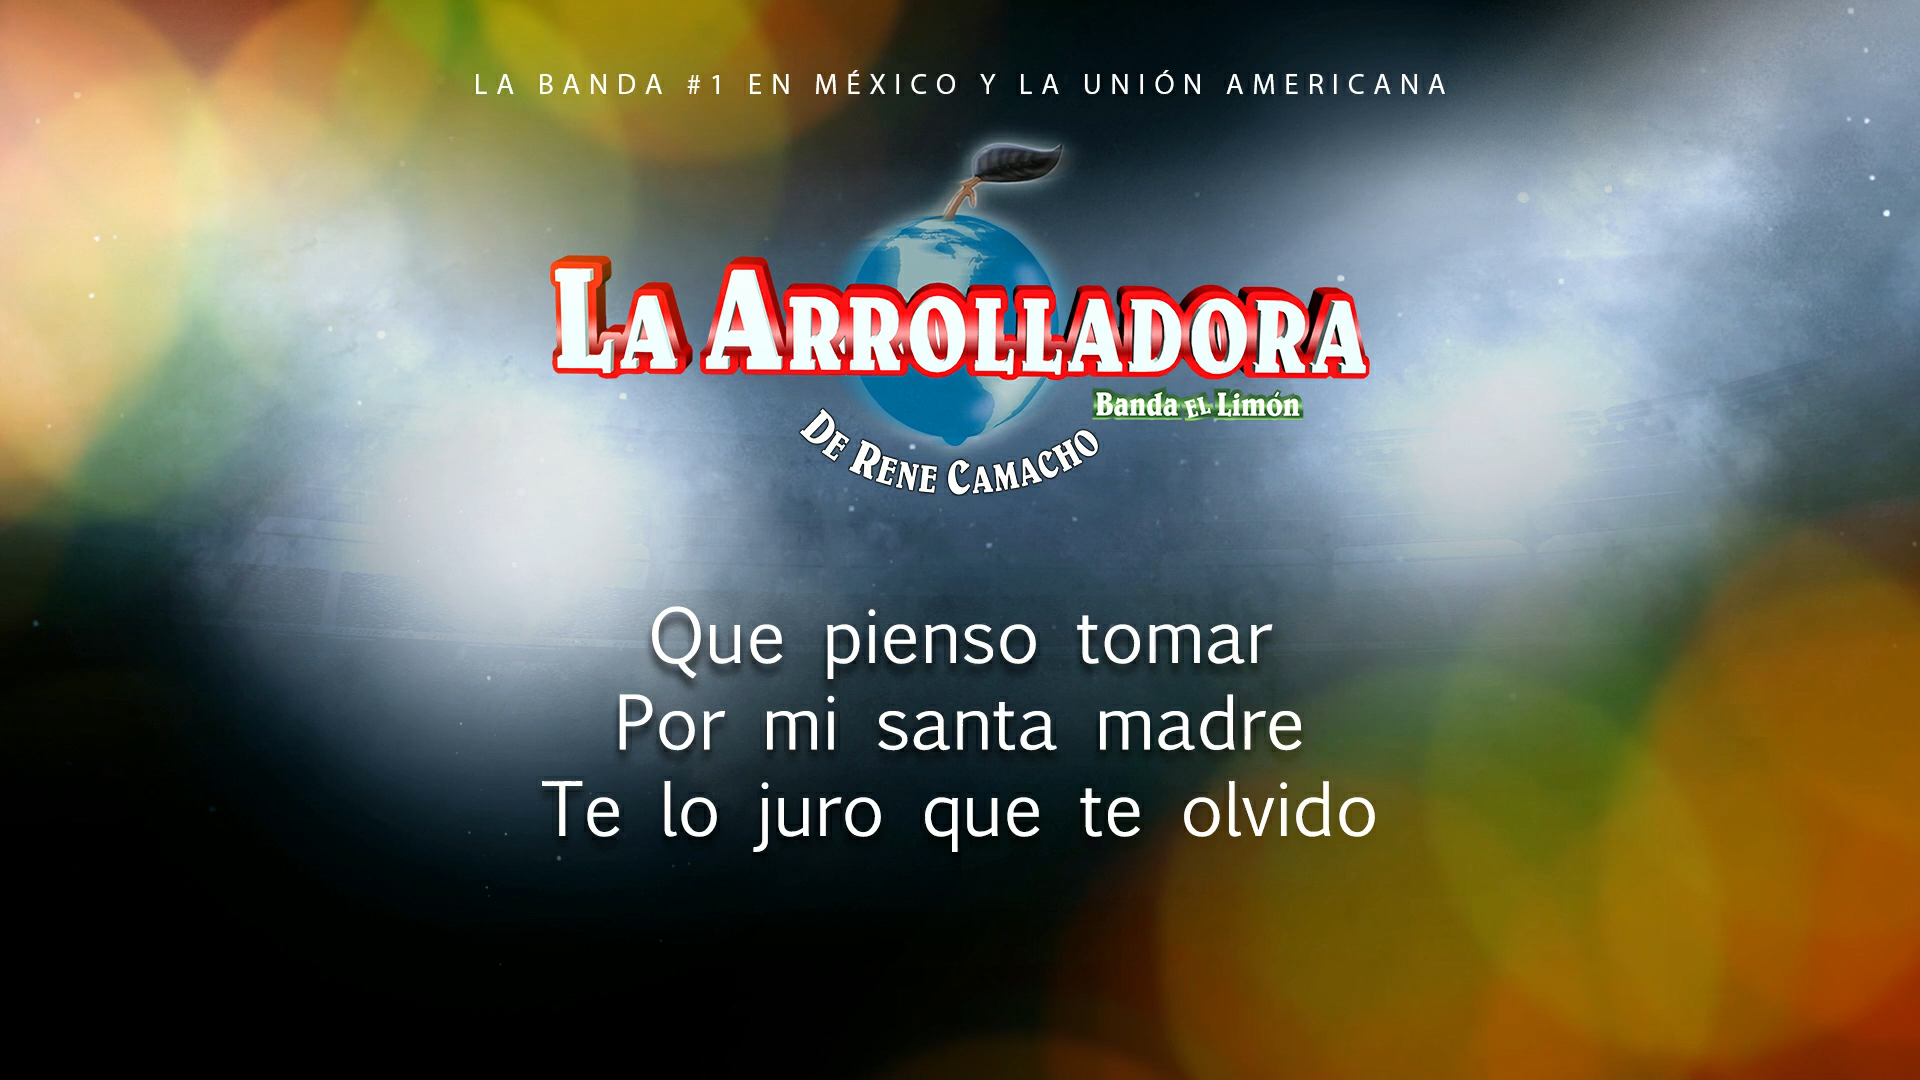 LA BANDA #1 EN MÉXICO Y LA UNIÓN AMERICANA
LA ARROLLADORA
Banda EL Limón
DE RENE CAMACHO
Que pienso tomar
Por mi santa madre
Te lo juro que te olvido